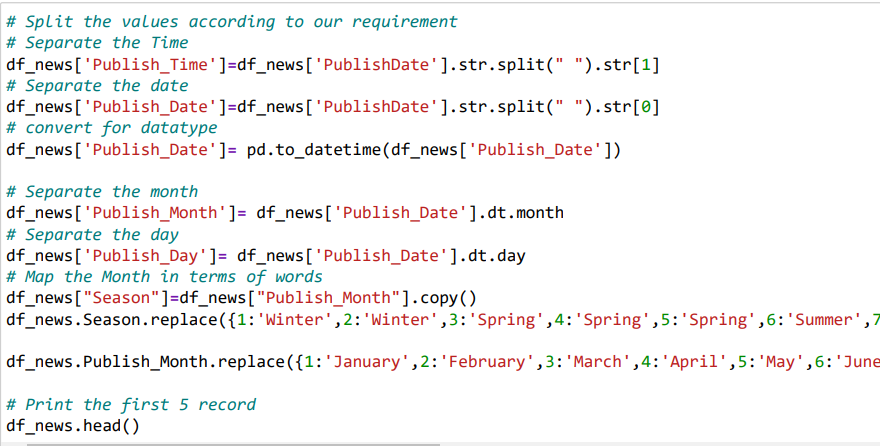 # Split the values according to our requirement
# Separate the Time
df_news['Publish_Time']=df_news['PublishDate'].str.split(" ").str[1]
# Separate the date
df_news['Publish_Date']=df_news['PublishDate'].str.split(" ").str[0]
# convert for datatype
df_news['Publish_Date']= pd.to_datetime(df_news['Publish_Date'])
# Separate the month
df_news['Publish_Month']= df_news['Publish_Date'].dt.month
# Separate the day
df_news['Publish_Day']= df_news['Publish_Date'].dt.day
# Map the Month in terms of words
df_news["Season"]=df_news["Publish_Month"].copy()
df_news.Season.replace({1:'Winter',2:'Winter',3:'Spring',4:'Spring',5:'Spring',6:'Summer',7
df_news.Publish_Month.replace({1:'January',2:'February',3:'March',4:'April',5:'May',6:'June
# Print the first 5 record
df_news.head()